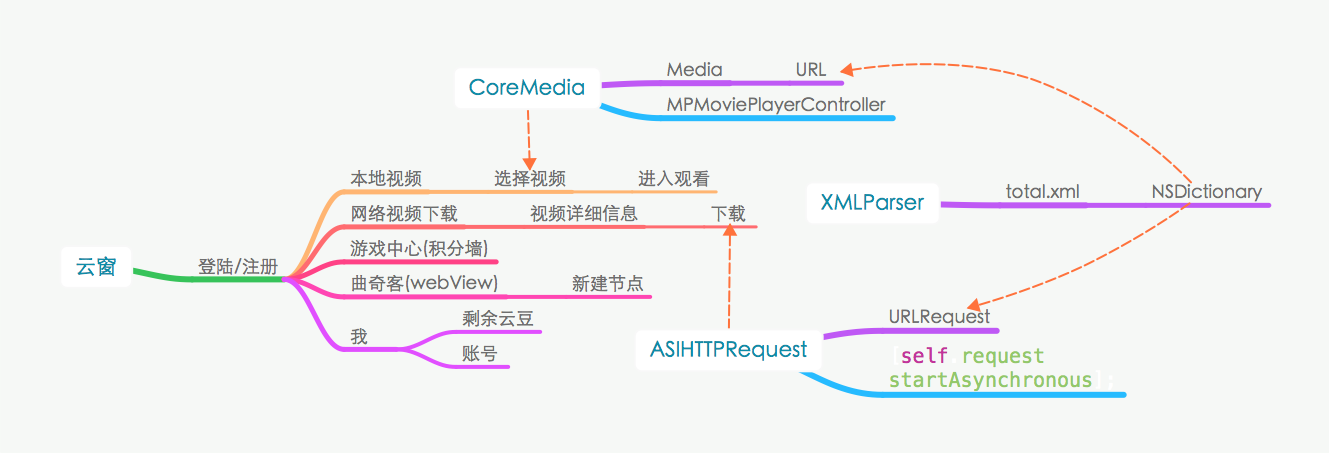 CoreMedia
Media
URL
MPMoviePlayerController
本地视频
选择视频
进入观看
网络视频下载
视频详细信息
下载
云窗
登陆/注册
游戏中心(积分墙)
曲奇客(webView)
新建节点
我
剩余云豆
账号
XMLParser
total.xml
NSDictionary
ASIHTTPRequest
URLRequest
[self.request
startAsynchronous];